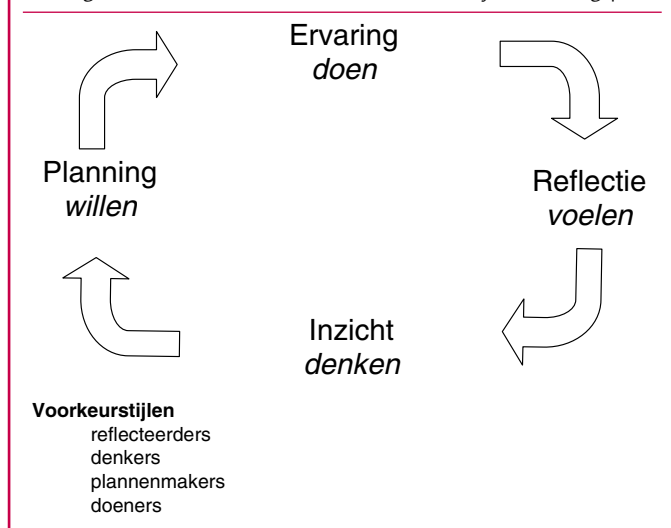 Ervaring
doen
Planning
willen
Reflectie
voelen
Inzicht
denken
Voorkeurstijlen
reflecteerders
denkers
plannenmakers
doeners